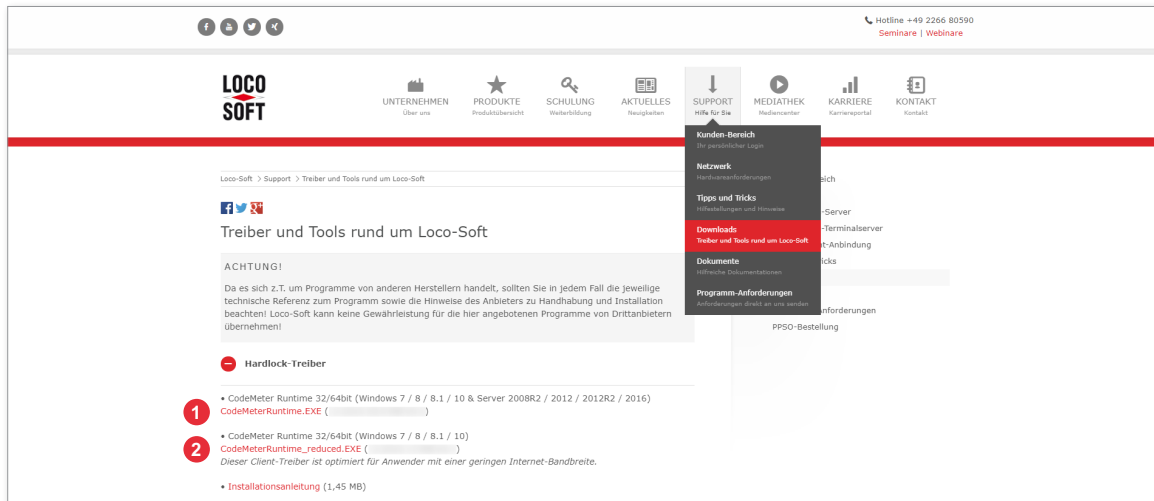 Hotline +49 2266 80590
Seminare | Webinare
LOCO
SOFT
UNTERNEHMEN
Über uns
PRODUKTE
Produktübersicht
SCHULUNG
Weiterbildung
AKTUELLES
Neuigkeiten
SUPPORT
Hilfe für Sie
MEDIATHEK
Mediencenter
KARRIERE
Karriereportal
KONTAKT
Kontakt
Kunden-Bereich
Ihr persönlicher Login
Netzwerk
Hardwareanforderungen
Tipps und Tricks
Hilfestellungen und Hinweise
Downloads
Treiber und Tools rund um Loco-Soft
Dokumente
Hilfreiche Dokumentationen
Programm-Anforderungen
Anforderungen direkt an uns senden
Loco-Soft > Support > Treiber und Tools rund um Loco-Soft
Treiber und Tools rund um Loco-Soft
ACHTUNG!
Da es sich z.T. um Programme von anderen Herstellern handelt, sollten Sie in jedem Fall die jeweilige
technische Referenz zum Programm sowie die Hinweise des Anbieters zu Handhabung und Installation
beachten! Loco-Soft kann keine Gewährleistung für die hier angebotenen Programme von Drittanbietern
übernehmen!
Hardlock-Treiber
• CodeMeter Runtime 32/64bit (Windows 7 / 8 / 8.1 / 10 & Server 2008R2 / 2012 / 2012R2 / 2016)
1 CodeMeterRuntime.EXE ( )
• CodeMeter Runtime 32/64bit (Windows 7 / 8 / 8.1 / 10)
2 CodeMeterRuntime_reduced.EXE ( )
Dieser Client-Treiber ist optimiert für Anwender mit einer geringen Internet-Bandbreite.
• Installationsanleitung (1,45 MB)
eich
-Server
-Terminalserver
t-Anbindung
icks
nforderungen
PPSO-Bestellung